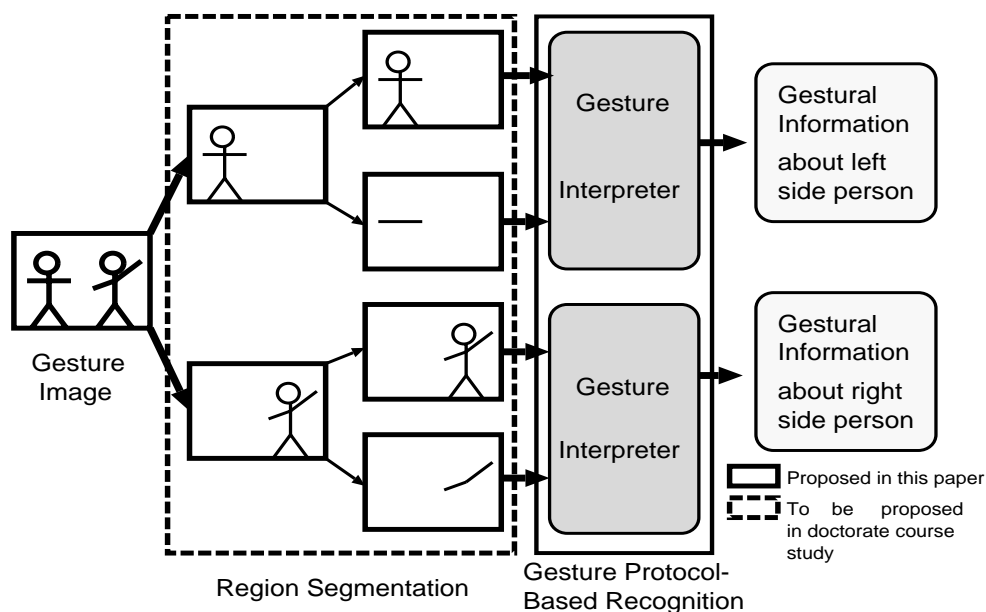 Gesture
Image
Region Segmentation
Gesture
Interpreter
Gesture
Interpreter
Gesture Protocol-
Based Recognition
Gestural
Information
about left
side person
Gestural
Information
about right
side person
Proposed in this paper
To be proposed
in doctorate course
study